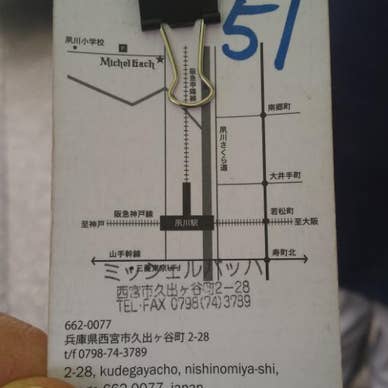 51
夙川小学校
P
Michel Bach
阪急甲陽線
南郷町
夙川さくら道
大井手町
阪急神戸線
若松町
至神戸
夙川駅
至大阪
山手幹線
寿町北
ミッシェルバッハ
西宮市久出ヶ谷町2-28
TEL·FAX 0798(74)3789
662-0077
兵庫県西宮市久出ヶ谷町 2-28
t/f 0798-74-3789
2-28, kudegayacho, nishinomiya-shi,
662-0077, japan